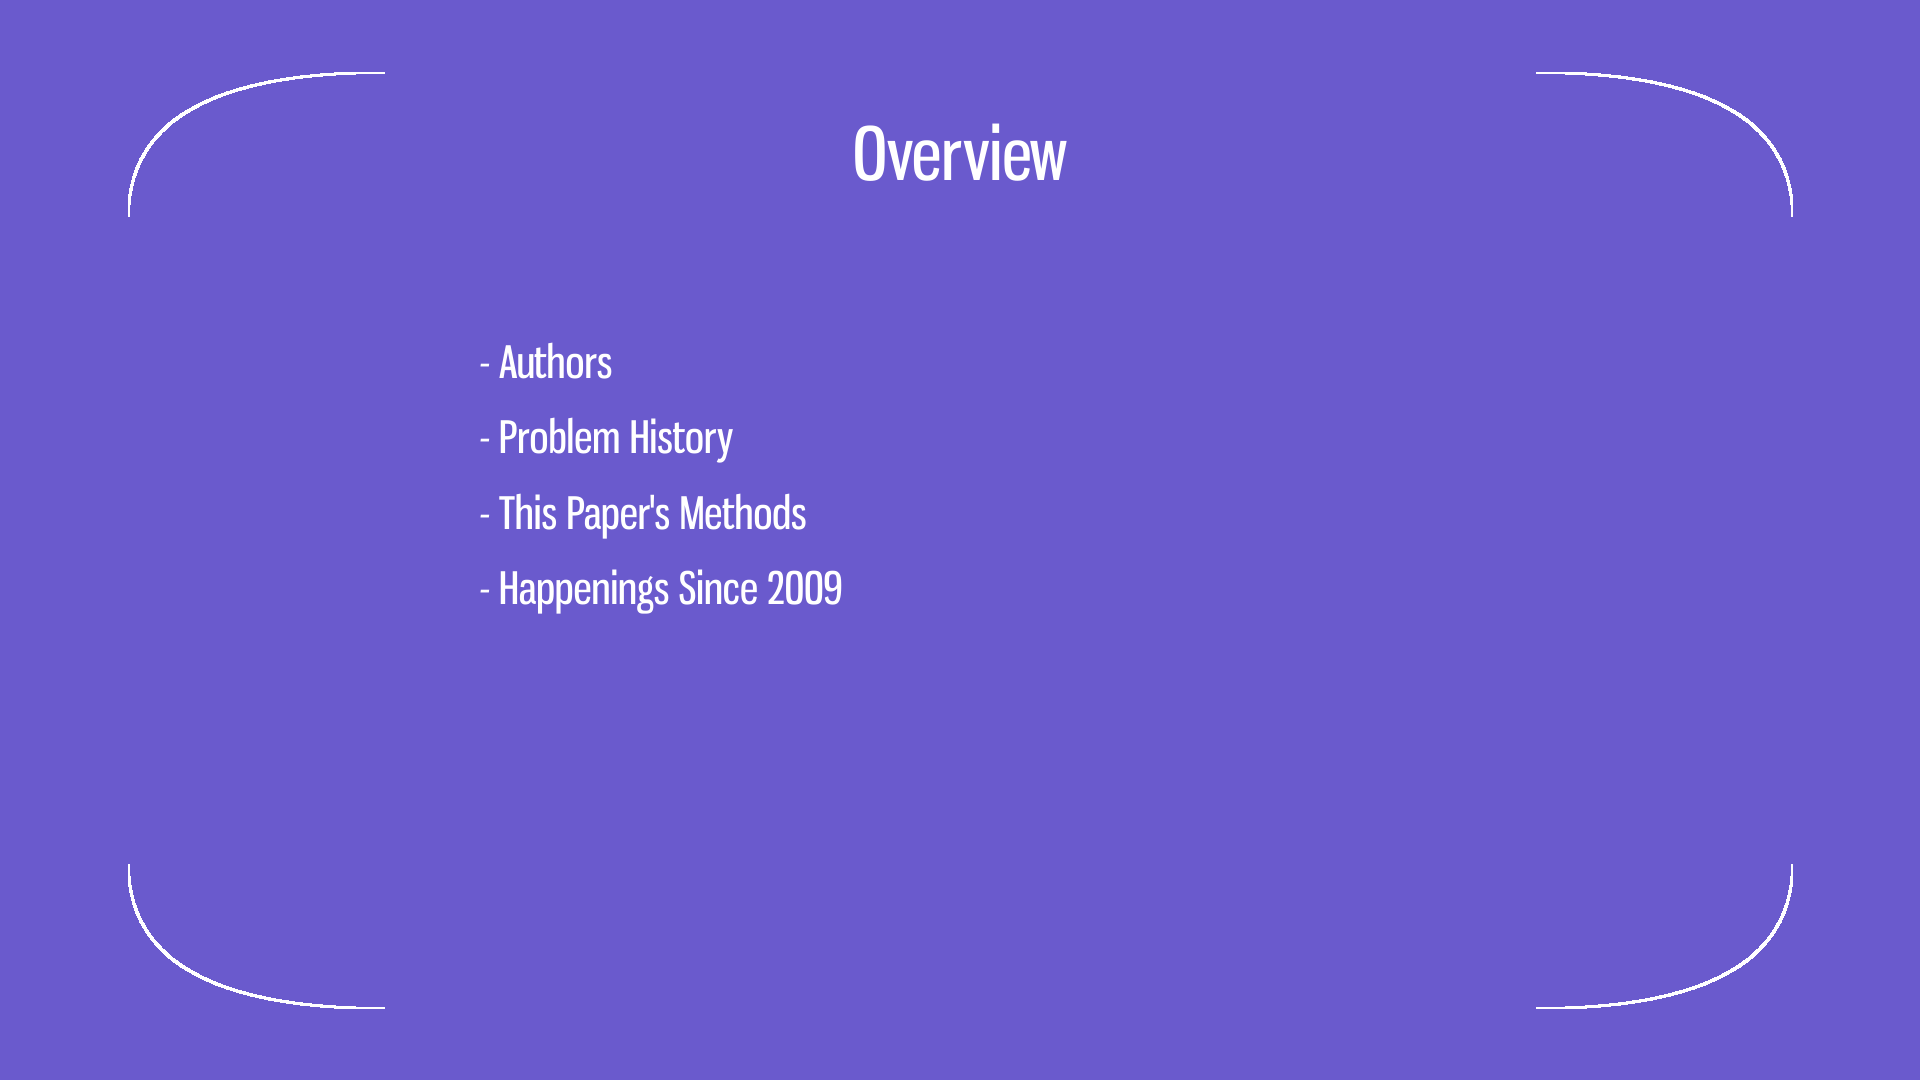 Overview
- Authors
- Problem History
- This Paper's Methods
- Happenings Since 2009